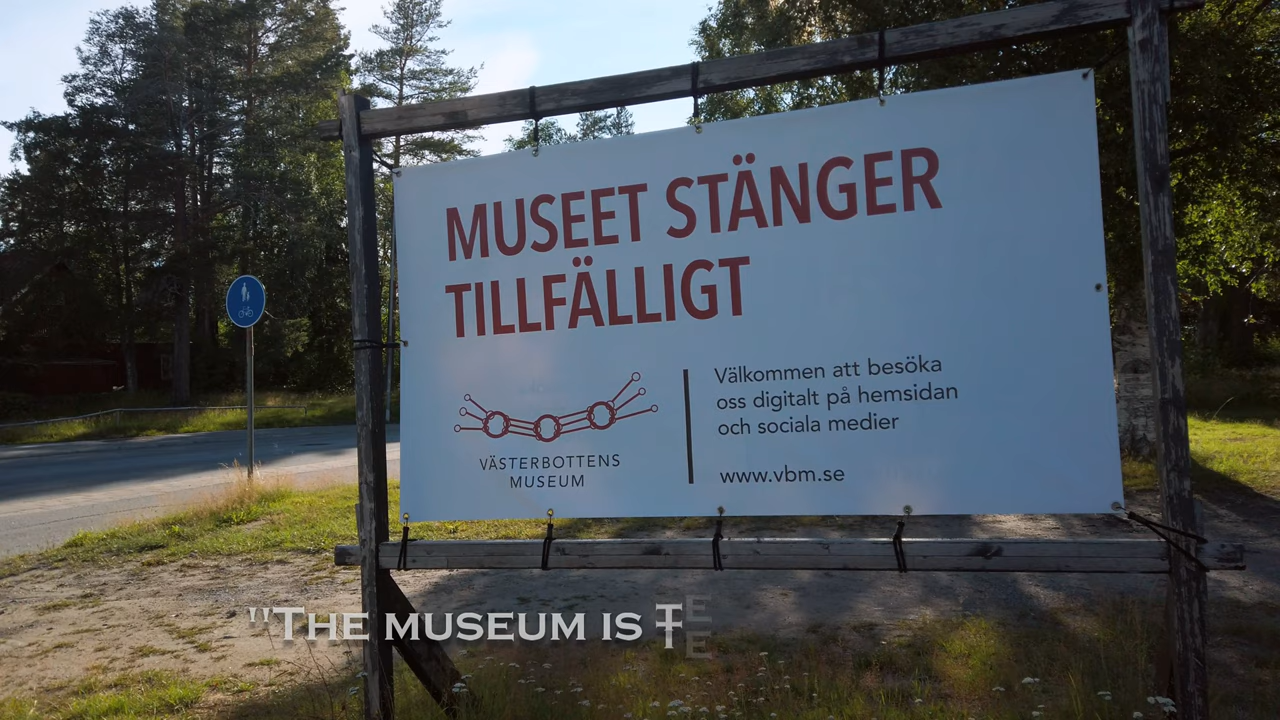 MUSEET STÄNGER
TILLFÄLLIGT
Välkommen att besöka
oss digitalt på hemsidan
och sociala medier
www.vbm.se
VÄSTERBOTTENS
MUSEUM
"THE MUSEUM IS T